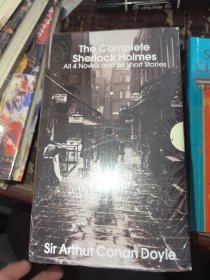 The Complete
Sherlock Holmes
All 4 Novels and 56 Short Stories
Sir Arthur Conan Doyle